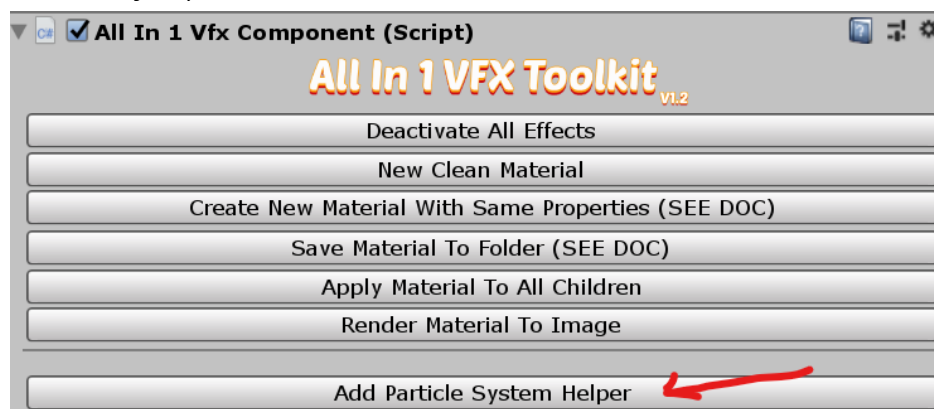 All In 1 Vfx Component (Script)
All In 1 VFX Toolkit V1.2
Deactivate All Effects
New Clean Material
Create New Material With Same Properties (SEE DOC)
Save Material To Folder (SEE DOC)
Apply Material To All Children
Render Material To Image
Add Particle System Helper